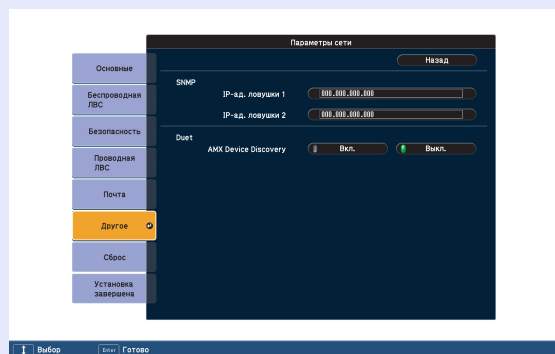 Параметры сети
Назад
Основные
Беспроводная
ЛВС
Безопасность
Проводная
ЛВС
Почта
Другое
Сброс
Установка
завершена
SNMP
IP-ад. ловушки 1
000.000.000.000
IP-ад. ловушки 2
000.000.000.000
Duet
AMX Device Discovery
Вкл.
Выкл.
Выбор
Enter Готово